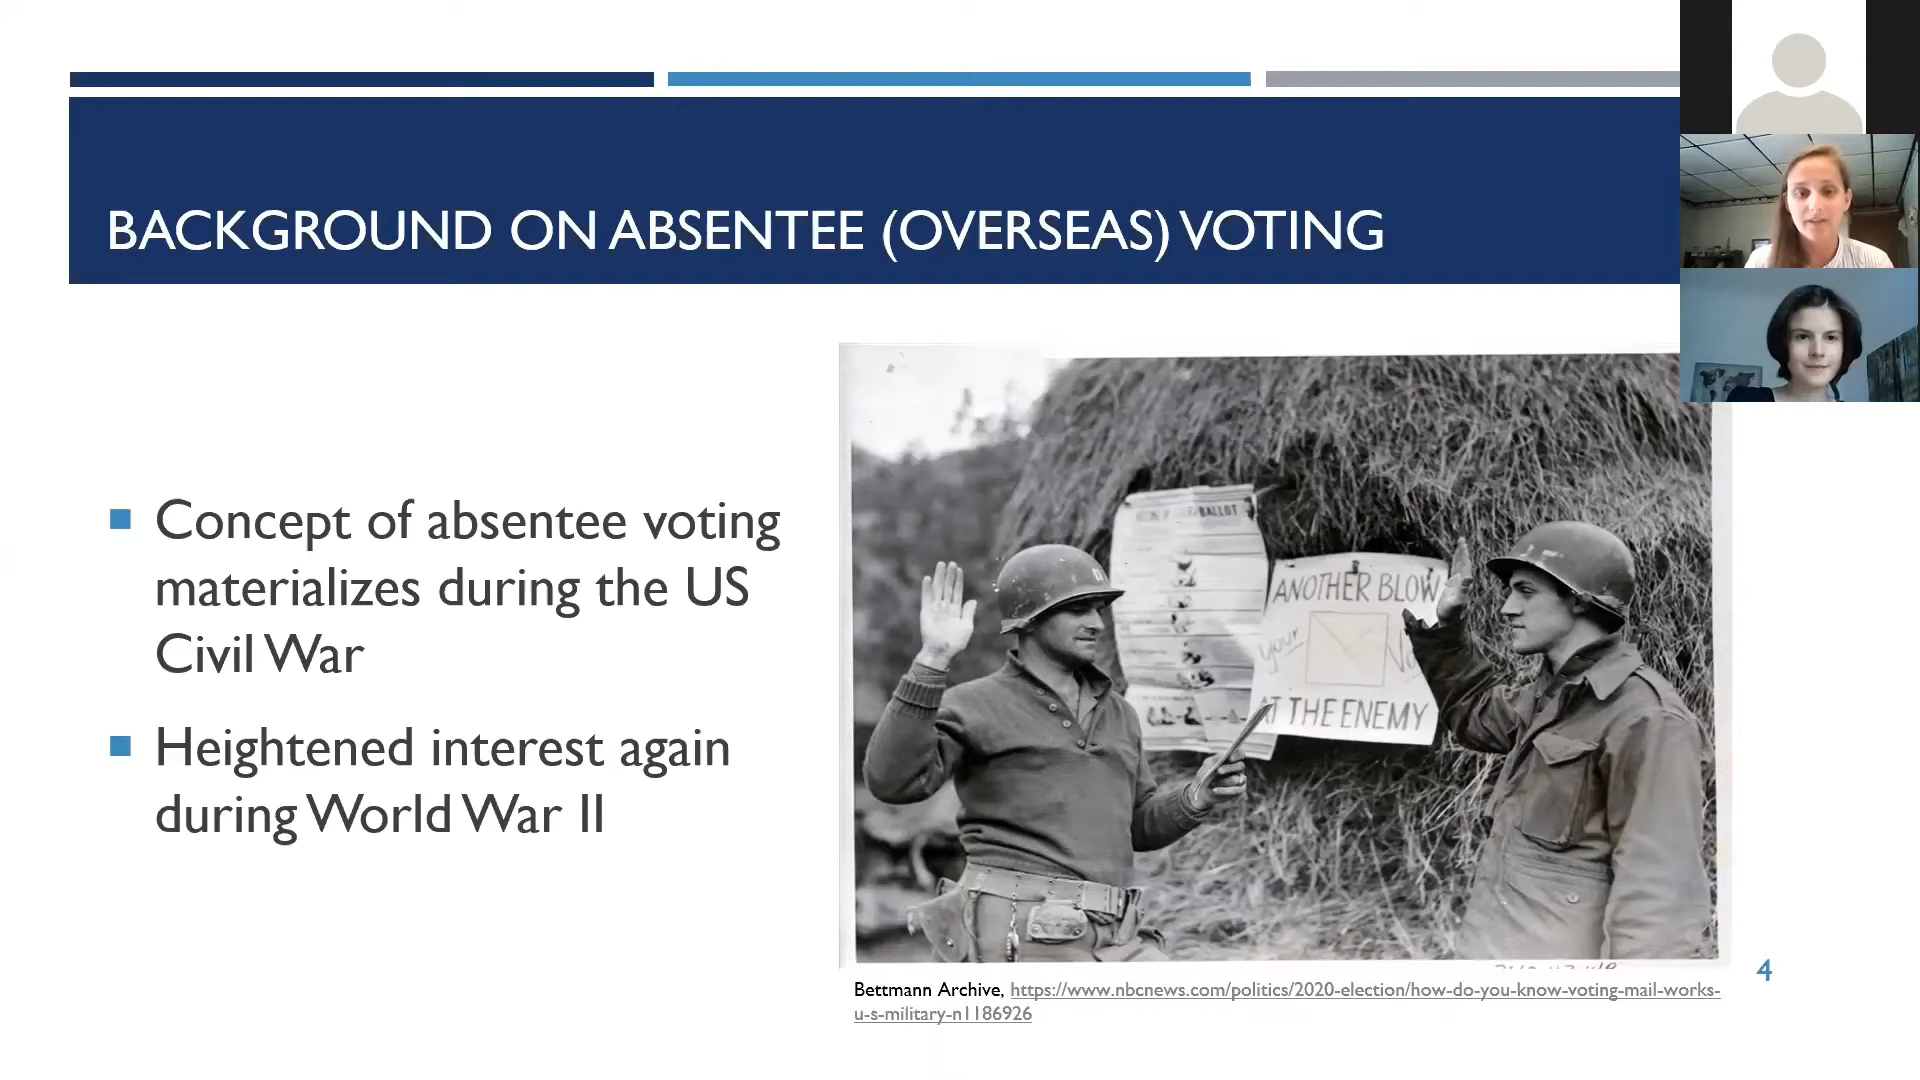 BACKGROUND ON ABSENTEE (OVERSEAS) VOTING
Concept of absentee voting
materializes during the US
Civil War
Heightened interest again
during World War II
BALLOT
ANOTHER BLOW
your
AT THE ENEMY
Bettmann Archive, https://www.nbcnews.com/politics/2020-election/how-do-you-know-voting-mail-works-
u-s-military-n1186926
4